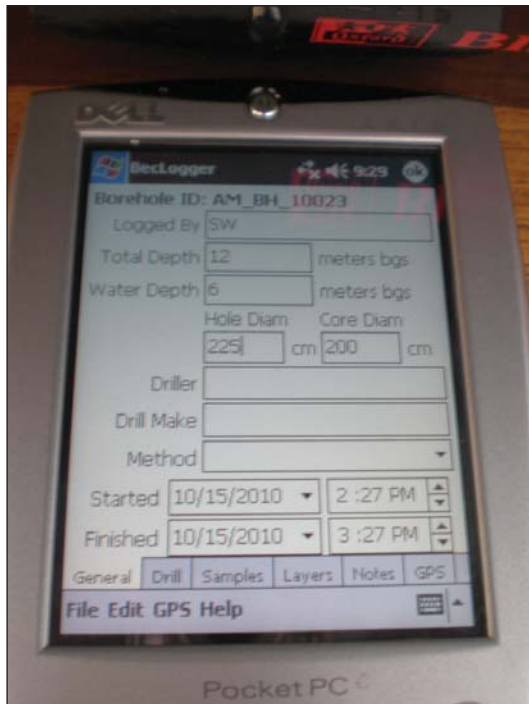 DELL
BecLogger 9:29 ok
Borehole ID: AM_BH_10023
Logged By SW
Total Depth 12 meters bgs
Water Depth 6 meters bgs
Hole Diam Core Diam
225 cm 200 cm
Driller
Drill Make
Method
Started 10/15/2010 2 :27 PM
Finished 10/15/2010 3 :27 PM
General Drill Samples Layers Notes GPS
File Edit GPS Help
Pocket PC